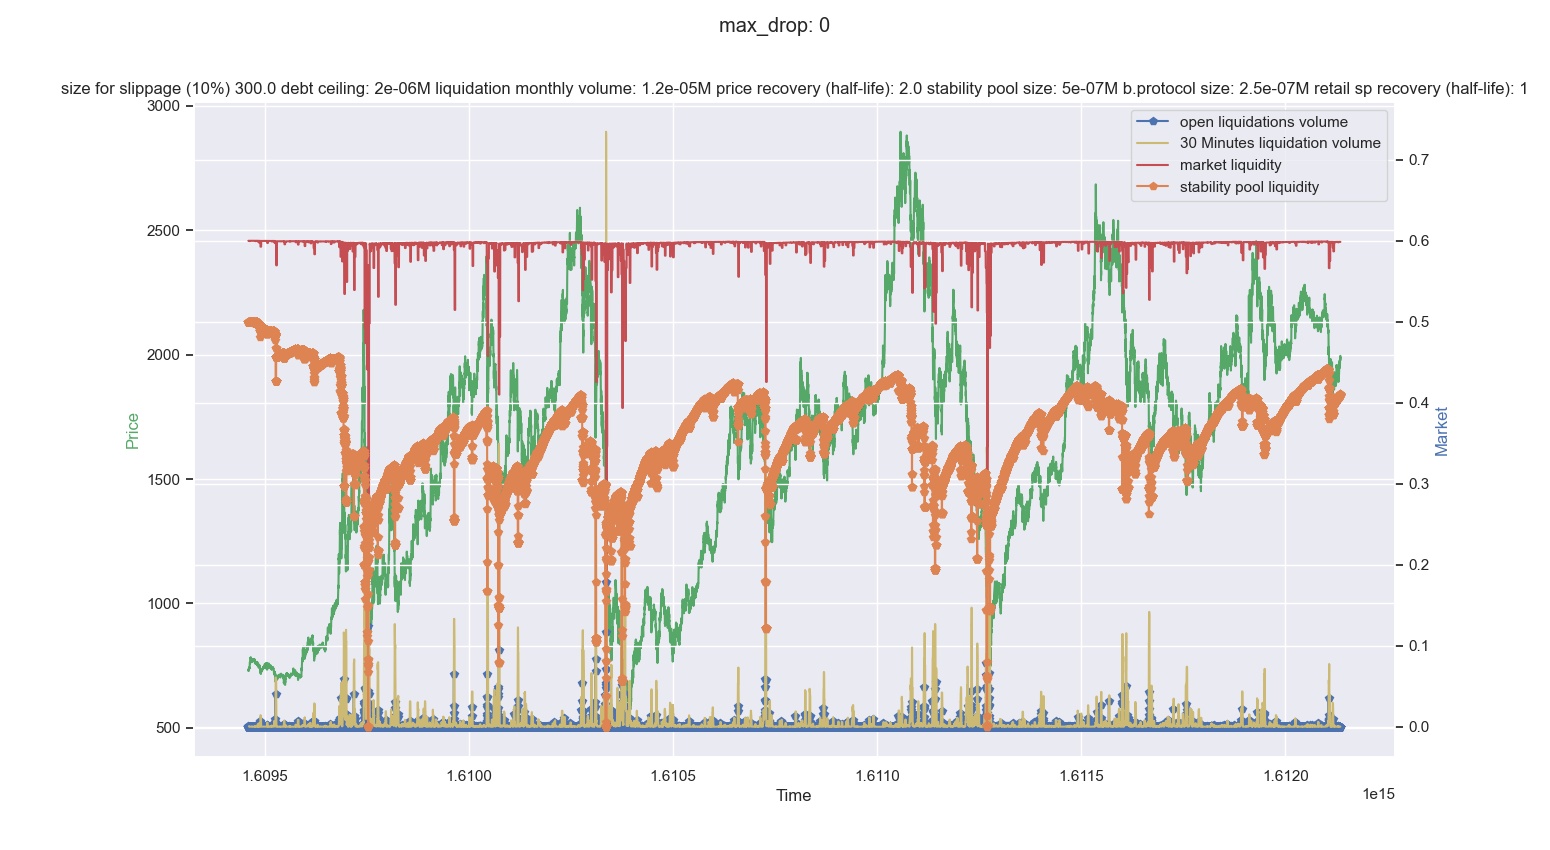 max_drop: 0
size for slippage (10%) 300.0 debt ceiling: 2e-06M liquidation monthly volume: 1.2e-05M price recovery (half-life): 2.0 stability pool size: 5e-07M b.protocol size: 2.5e-07M retail sp recovery (half-life): 1
open liquidations volume
30 Minutes liquidation volume
market liquidity
stability pool liquidity
3000
2500
2000
1500
1000
500
Price
0.7
0.6
0.5
0.4
0.3
0.2
0.1
0.0
Market
1.6095 1.6100 1.6105 1.6110 1.6115 1.6120
Time
1e15